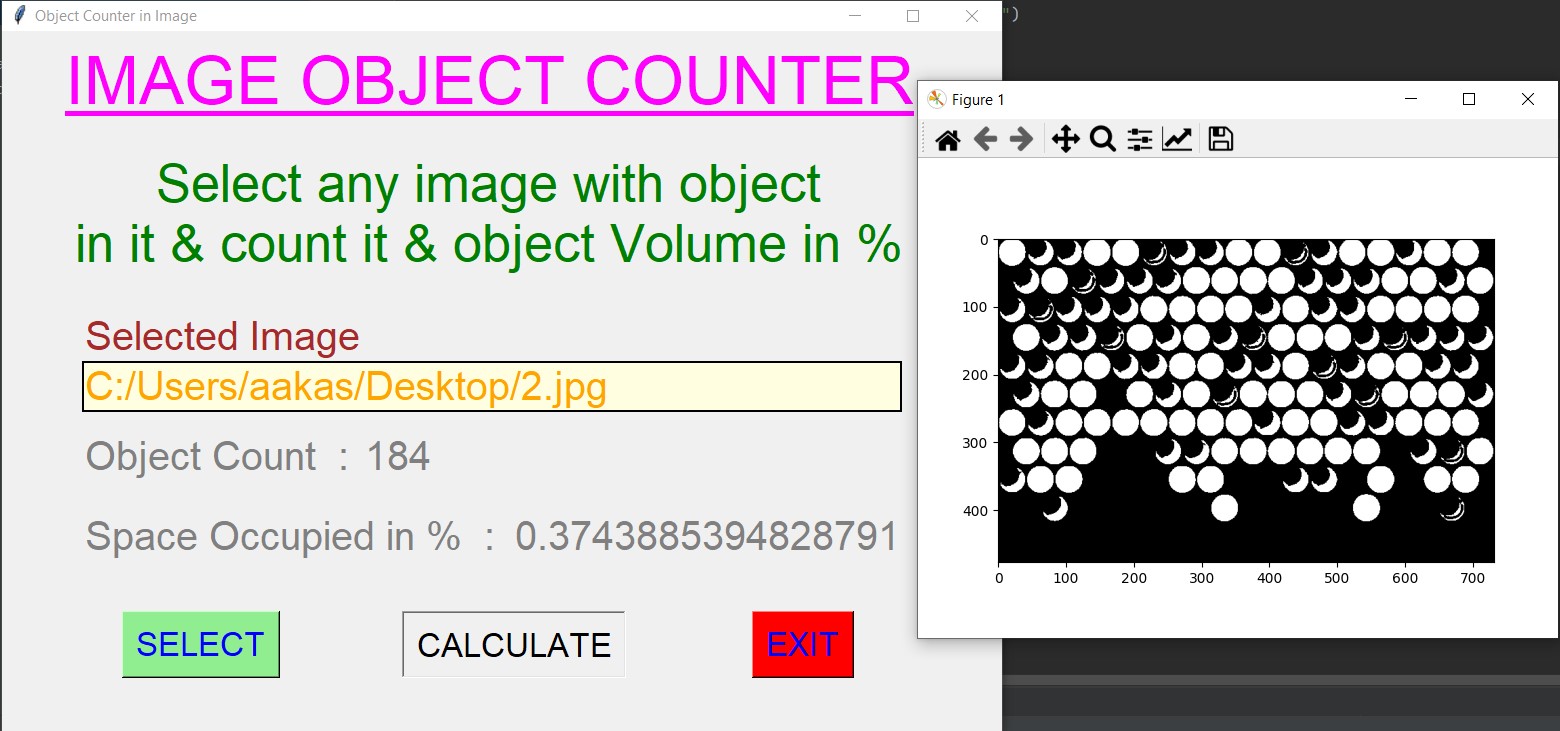 Object Counter in Image
")
IMAGE OBJECT COUNTER
Select any image with object
in it & count it & object Volume in %
Selected Image
C:/Users/aakas/Desktop/2.jpg
Object Count : 184
Space Occupied in % : 0.3743885394828791
SELECT CALCULATE EXIT
Figure 1
0
100
200
300
400
0 100 200 300 400 500 600 700